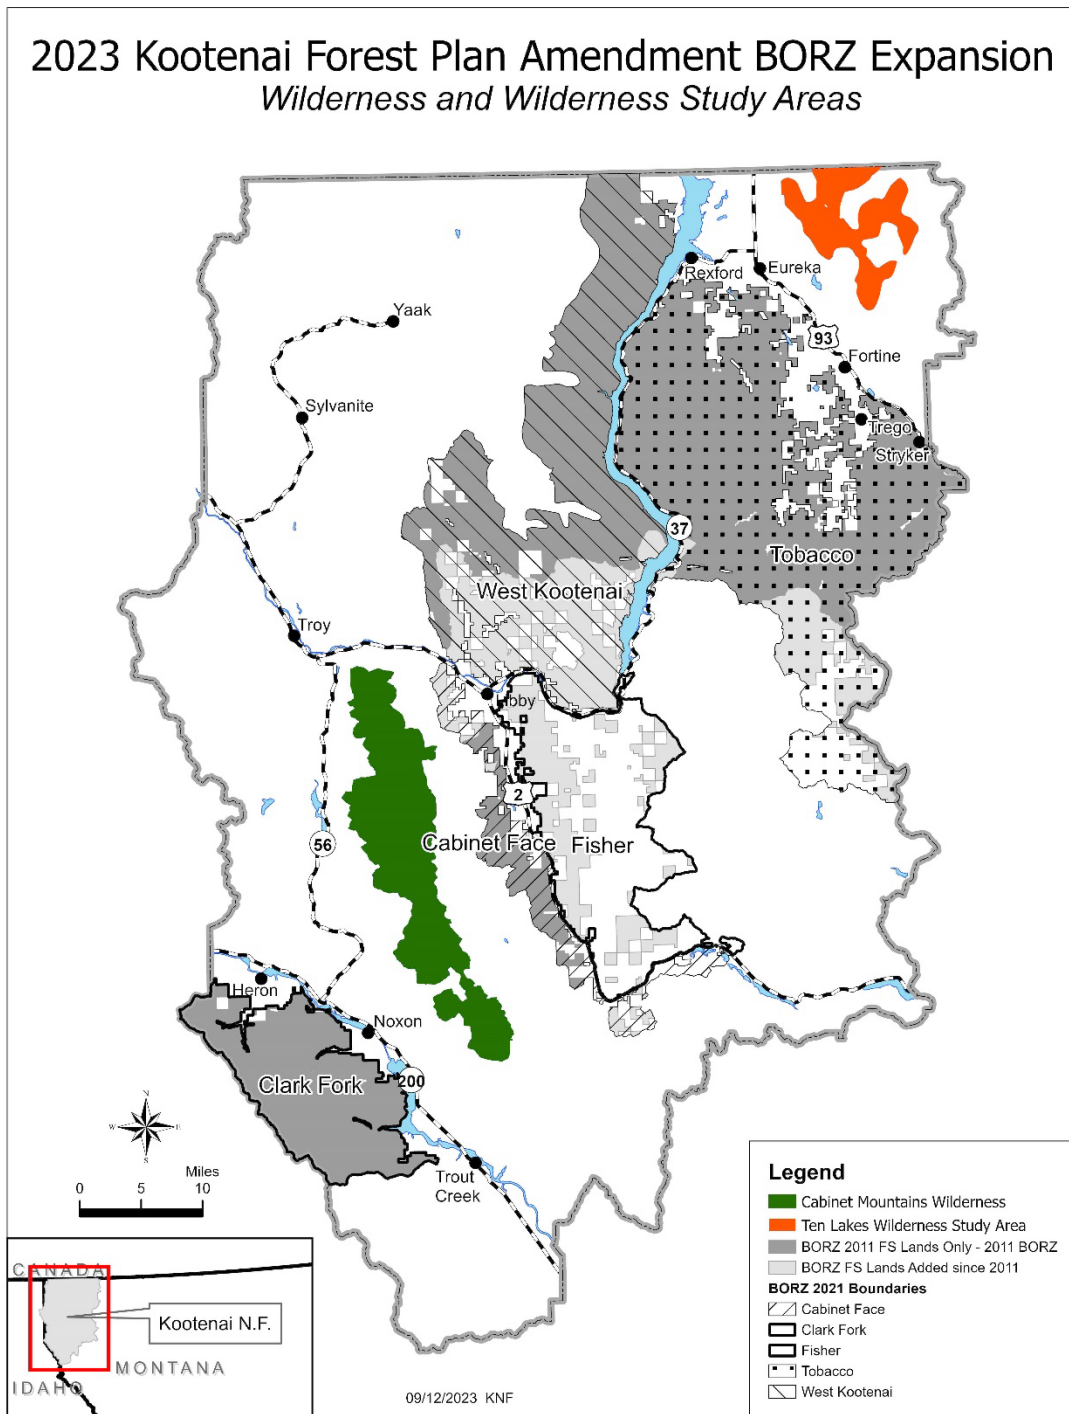 2023 Kootenai Forest Plan Amendment BORZ Expansion
Wilderness and Wilderness Study Areas
Rexford
Eureka
Yaak
93
Fortine
Sylvanite
Trego
Stryker
37
Tobacco
West Kootenai
Troy
Libby
2
56
Cabinet Face
Fisher
Heron
Noxon
200
Clark Fork
N
W
E
S
Trout
Creek
Miles
0 5 10
Legend
Cabinet Mountains Wilderness
Ten Lakes Wilderness Study Area
BORZ 2011 FS Lands Only - 2011 BORZ
BORZ FS Lands Added since 2011
BORZ 2021 Boundaries
Cabinet Face
Clark Fork
Fisher
Tobacco
West Kootenai
CANADA
Kootenai N.F.
MONTANA
IDAHO
09/12/2023 KNF